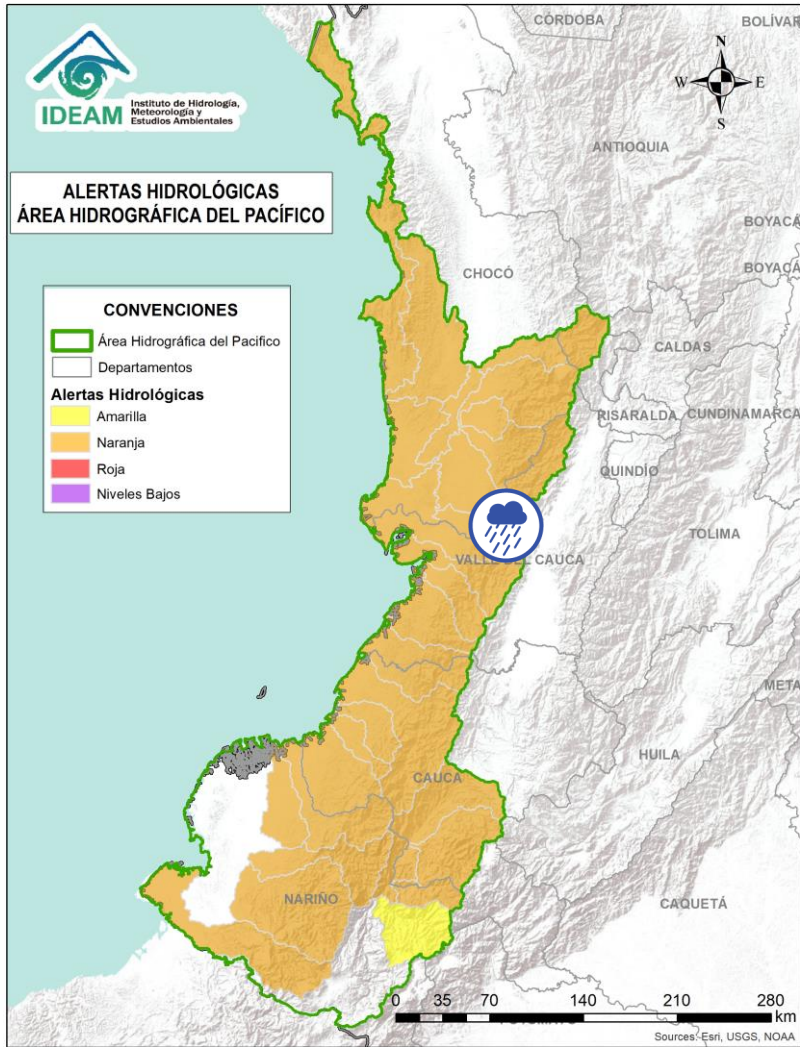 IDEAM
Instituto de Hidrología,
Meteorología y
Estudios Ambientales
ALERTAS HIDROLÓGICAS
ÁREA HIDROGRÁFICA DEL PACÍFICO
CONVENCIONES
Área Hidrográfica del Pacifico
Departamentos
Alertas Hidrológicas
Amarilla
Naranja
Roja
Niveles Bajos
N
W E
S
CÓRDOBA
BOLÍVAR
ANTIOQUIA
BOYACÁ
CHOCÓ
BOYACÁ
CALDAS
RISARALDA
CUNDINAMARCA
QUINDÍO
TOLIMA
VALLE DEL CAUCA
META
HUILA
CAUCA
NARIÑO
CAQUETÁ
0 35 70 140 210 280
km
Sources: Esri, USGS, NOAA